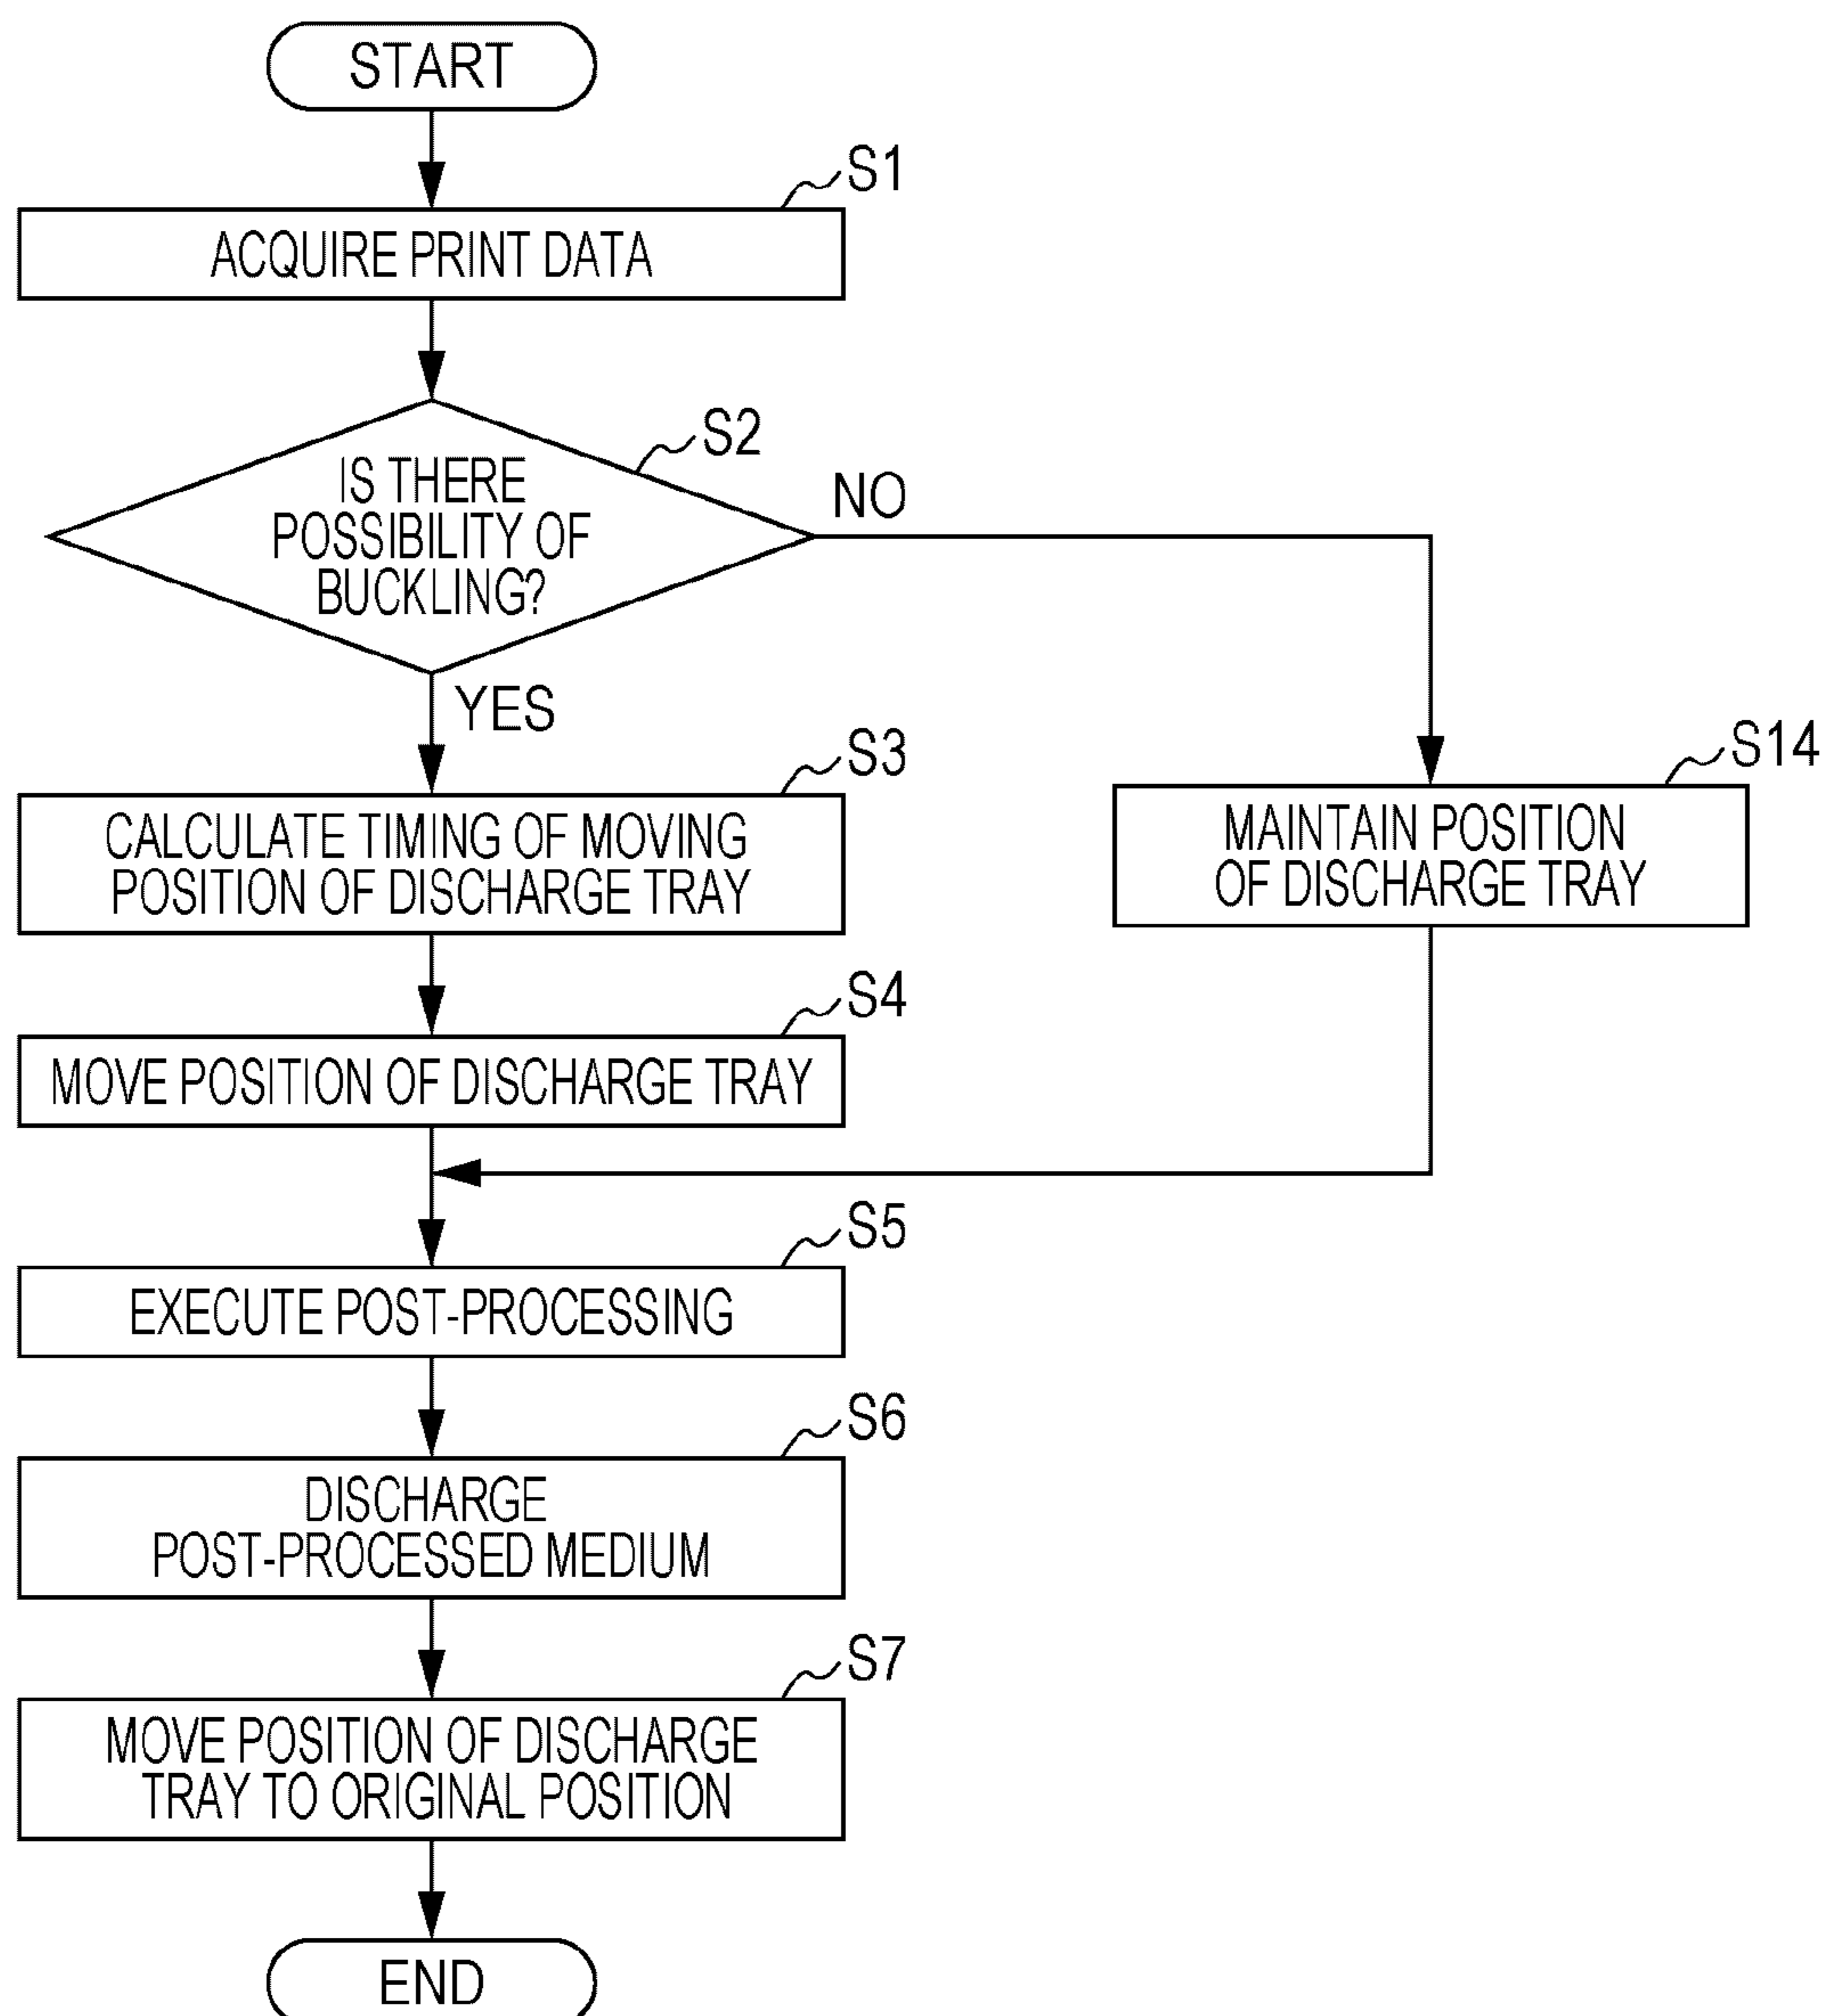 START
S1
ACQUIRE PRINT DATA
S2
IS THERE
POSSIBILITY OF
BUCKLING?
NO
YES
S3
CALCULATE TIMING OF MOVING
POSITION OF DISCHARGE TRAY
S14
MAINTAIN POSITION
OF DISCHARGE TRAY
S4
MOVE POSITION OF DISCHARGE TRAY
S5
EXECUTE POST-PROCESSING
S6
DISCHARGE
POST-PROCESSED MEDIUM
S7
MOVE POSITION OF DISCHARGE
TRAY TO ORIGINAL POSITION
END